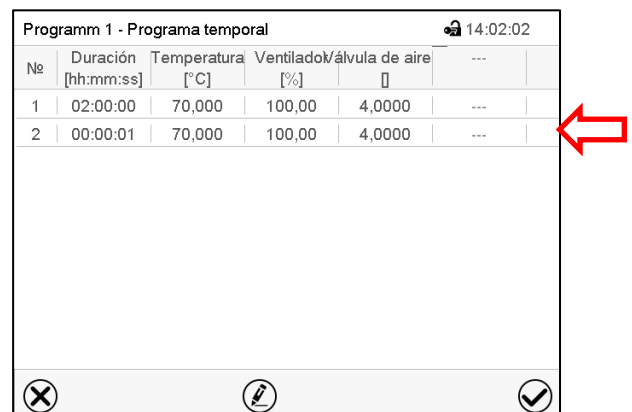 Programm 1 - Programa temporal 14:02:02
№ Duración [hh:mm:ss] Temperatura [°C] Ventilador [%] Válvula de aire [] ---
1 02:00:00 70,000 100,00 4,0000 ---
2 00:00:01 70,000 100,00 4,0000 ---